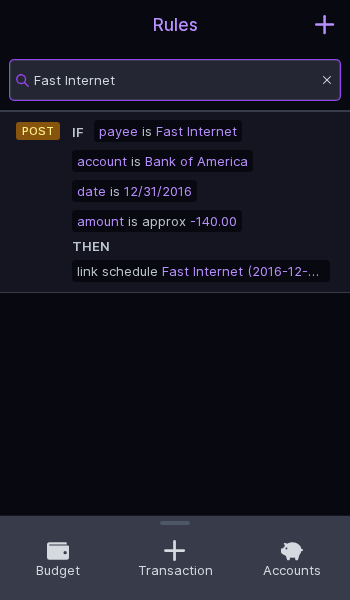 Rules
Fast Internet
POST IF payee is Fast Internet
account is Bank of America
date is 12/31/2016
amount is approx -140.00
THEN
link schedule Fast Internet (2016-12-...
Budget Transaction Accounts